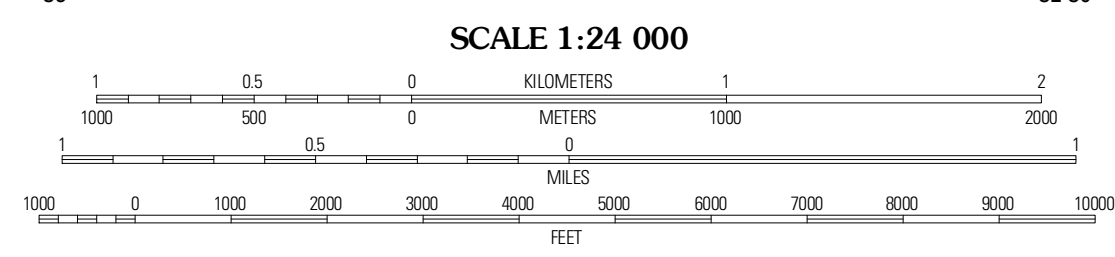 SCALE 1:24 000
1 0.5 0 KILOMETERS 1 2
1000 500 0 METERS 1000 2000
1 0.5 0 1
MILES
1000 0 1000 2000 3000 4000 5000 6000 7000 8000 9000 10000
FEET